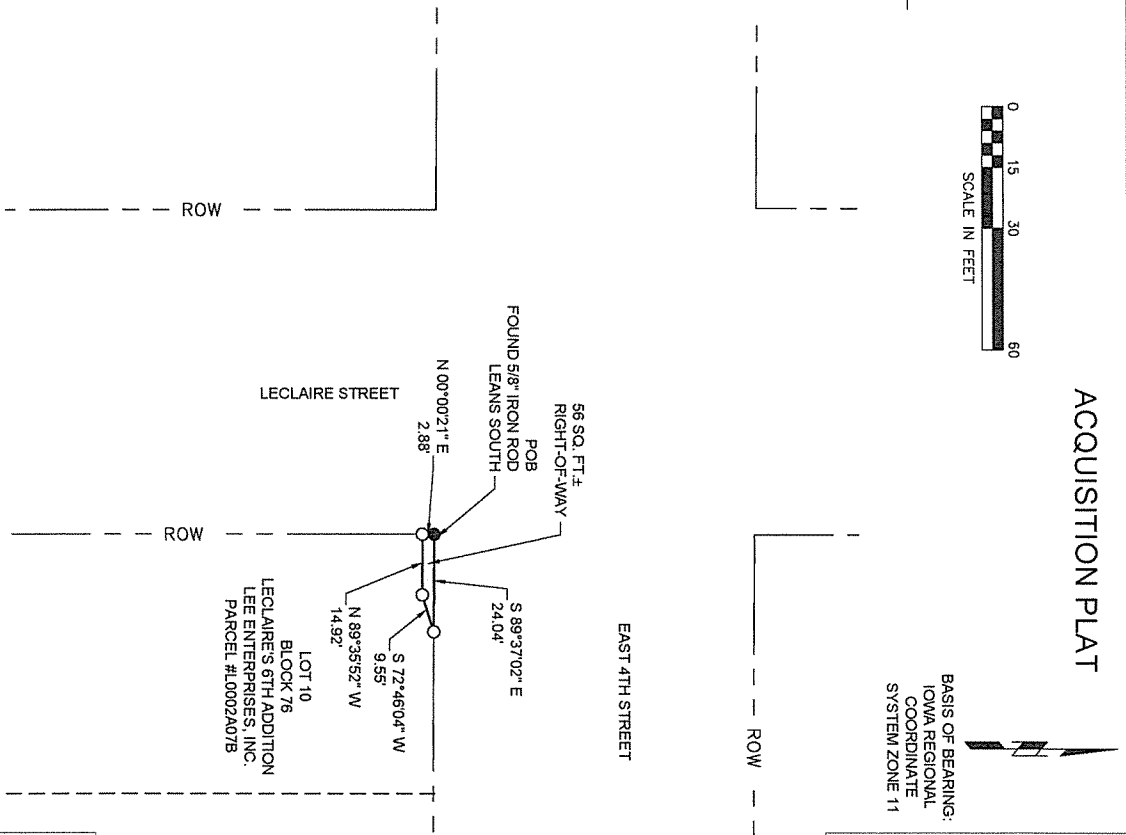 ACQUISITION PLAT
0 15 30 60
SCALE IN FEET
BASIS OF BEARING:
IOWA REGIONAL
COORDINATE
SYSTEM ZONE 11
ROW
EAST 4TH STREET
56 SQ. FT.±
RIGHT-OF-WAY
POB
FOUND 5/8" IRON ROD
LEANS SOUTH
N 00°00'21" E
2.88'
S 89°37'02" E
24.04'
S 72°46'04" W
9.55'
N 89°35'52" W
14.92'
LECLAIRE STREET
ROW
ROW
LOT 10
BLOCK 76
LECLAIRE'S 6TH ADDITION
LEE ENTERPRISES, INC.
PARCEL #L0002A07B